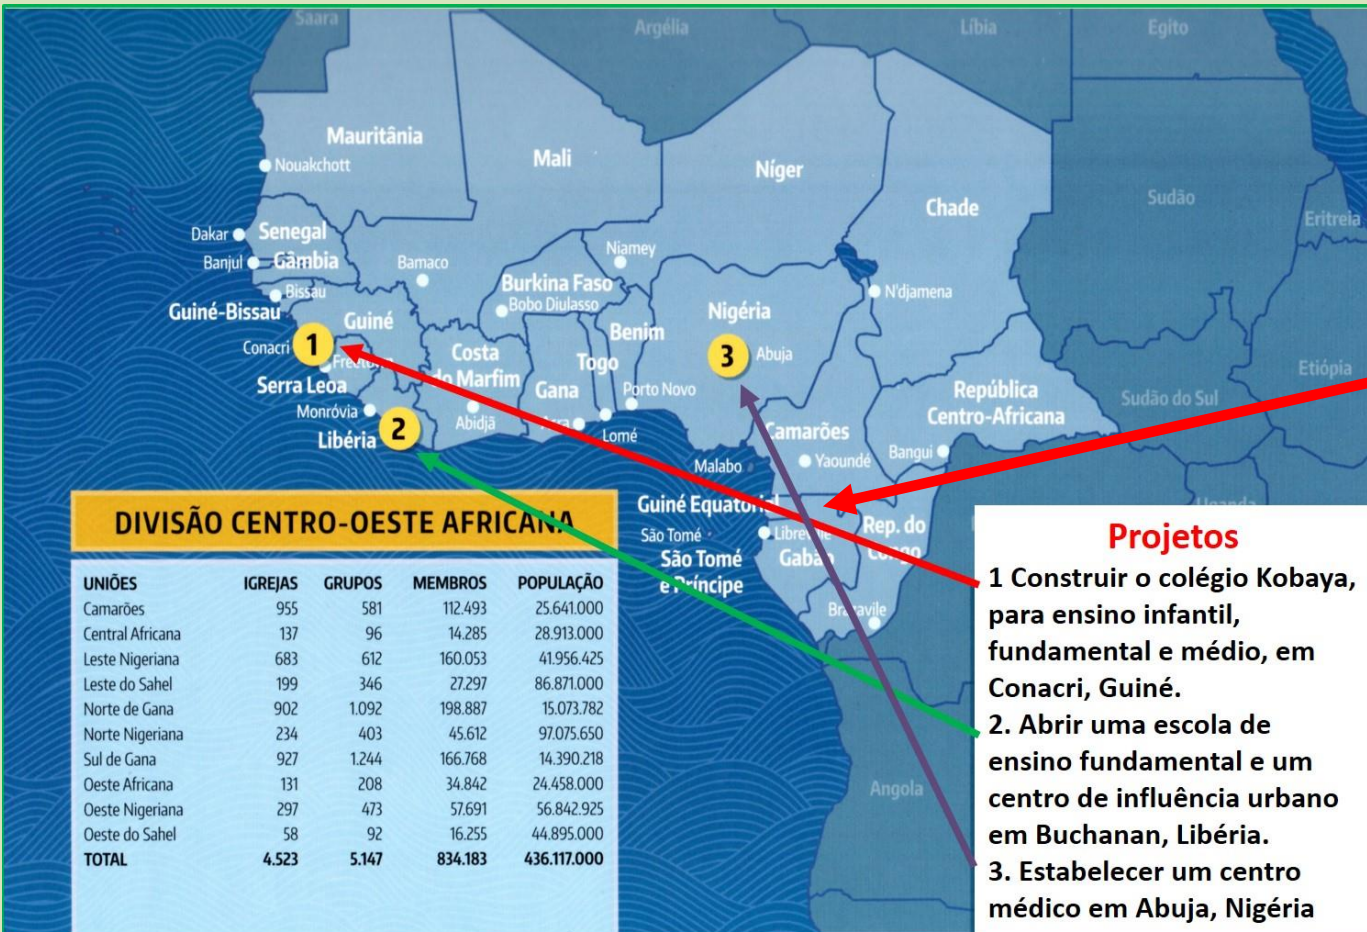 Saara
Argélia
Líbia
Egito
Mauritânia
Nouakchott
Mali
Níger
Chade
Sudão
Eritreia
Dakar
Senegal
Banjul
Gâmbia
Bissau
Guiné-Bissau
Bamaco
Niamey
Burkina Faso
Bobo Diulasso
N'djamena
Nigéria
Guiné
Benim
Conacri
1
Freetown
Costa
do Marfim
Togo
3
Abuja
Etiópia
Serra Leoa
Gana
Porto Novo
República
Centro-Africana
Sudão do Sul
Monróvia
2
Libéria
Abidjã
Lomé
Camarões
Yaoundé
Bangui
Malabo
Guiné Equatorial
São Tomé
São Tomé
e Príncipe
Libreville
Gabão
Rep. do
Congo
Uganda
Brazavile
Angola
DIVISÃO CENTRO-OESTE AFRICANA
UNIÕES IGREJAS GRUPOS MEMBROS POPULAÇÃO
Camarões 955 581 112.493 25.641.000
Central Africana 137 96 14.285 28.913.000
Leste Nigeriana 683 612 160.053 41.956.425
Leste do Sahel 199 346 27.297 86.871.000
Norte de Gana 902 1.092 198.887 15.073.782
Norte Nigeriana 234 403 45.612 97.075.650
Sul de Gana 927 1.244 166.768 14.390.218
Oeste Africana 131 208 34.842 24.458.000
Oeste Nigeriana 297 473 57.691 56.842.925
Oeste do Sahel 58 92 16.255 44.895.000
TOTAL 4.523 5.147 834.183 436.117.000
Projetos
1 Construir o colégio Kobaya,
para ensino infantil,
fundamental e médio, em
Conacri, Guiné.
2. Abrir uma escola de
ensino fundamental e um
centro de influência urbano
em Buchanan, Libéria.
3. Estabelecer um centro
médico em Abuja, Nigéria